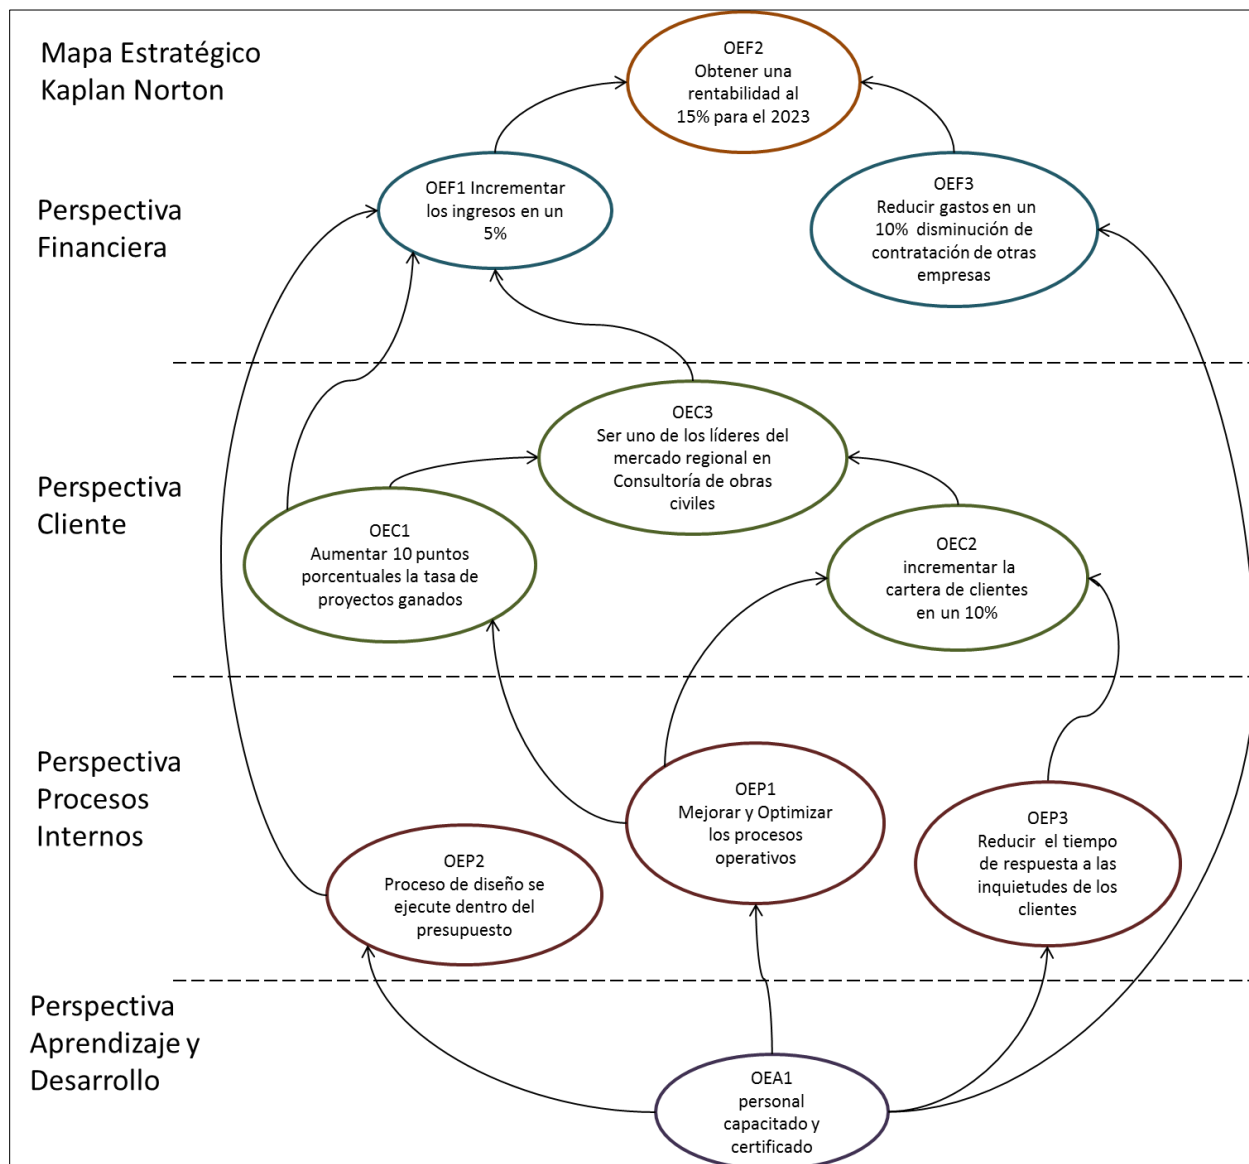 Mapa Estratégico
Kaplan Norton
OEF2
Obtener una
rentabilidad al
15% para el 2023
Perspectiva
Financiera
OEF1 Incrementar
los ingresos en un
5%
OEF3
Reducir gastos en un
10% disminución de
contratación de otras
empresas
Perspectiva
Cliente
OEC3
Ser uno de los líderes del
mercado regional en
Consultoría de obras
civiles
OEC1
Aumentar 10 puntos
porcentuales la tasa de
proyectos ganados
OEC2
incrementar la
cartera de clientes
en un 10%
Perspectiva
Procesos
Internos
OEP2
Proceso de diseño se
ejecute dentro del
presupuesto
OEP1
Mejorar y Optimizar
los procesos
operativos
OEP3
Reducir el tiempo
de respuesta a las
inquietudes de los
clientes
Perspectiva
Aprendizaje y
Desarrollo
OEA1
personal
capacitado y
certificado